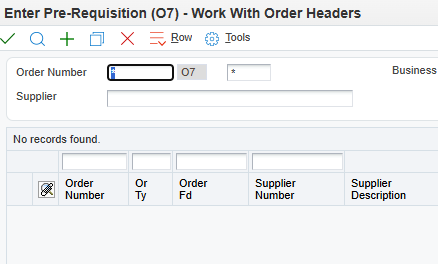 Enter Pre-Requisition (O7) - Work With Order Headers
Row Tools
Order Number * O7 * Business
Supplier
No records found.
Order Number Or Ty Order Fd Supplier Number Supplier Description